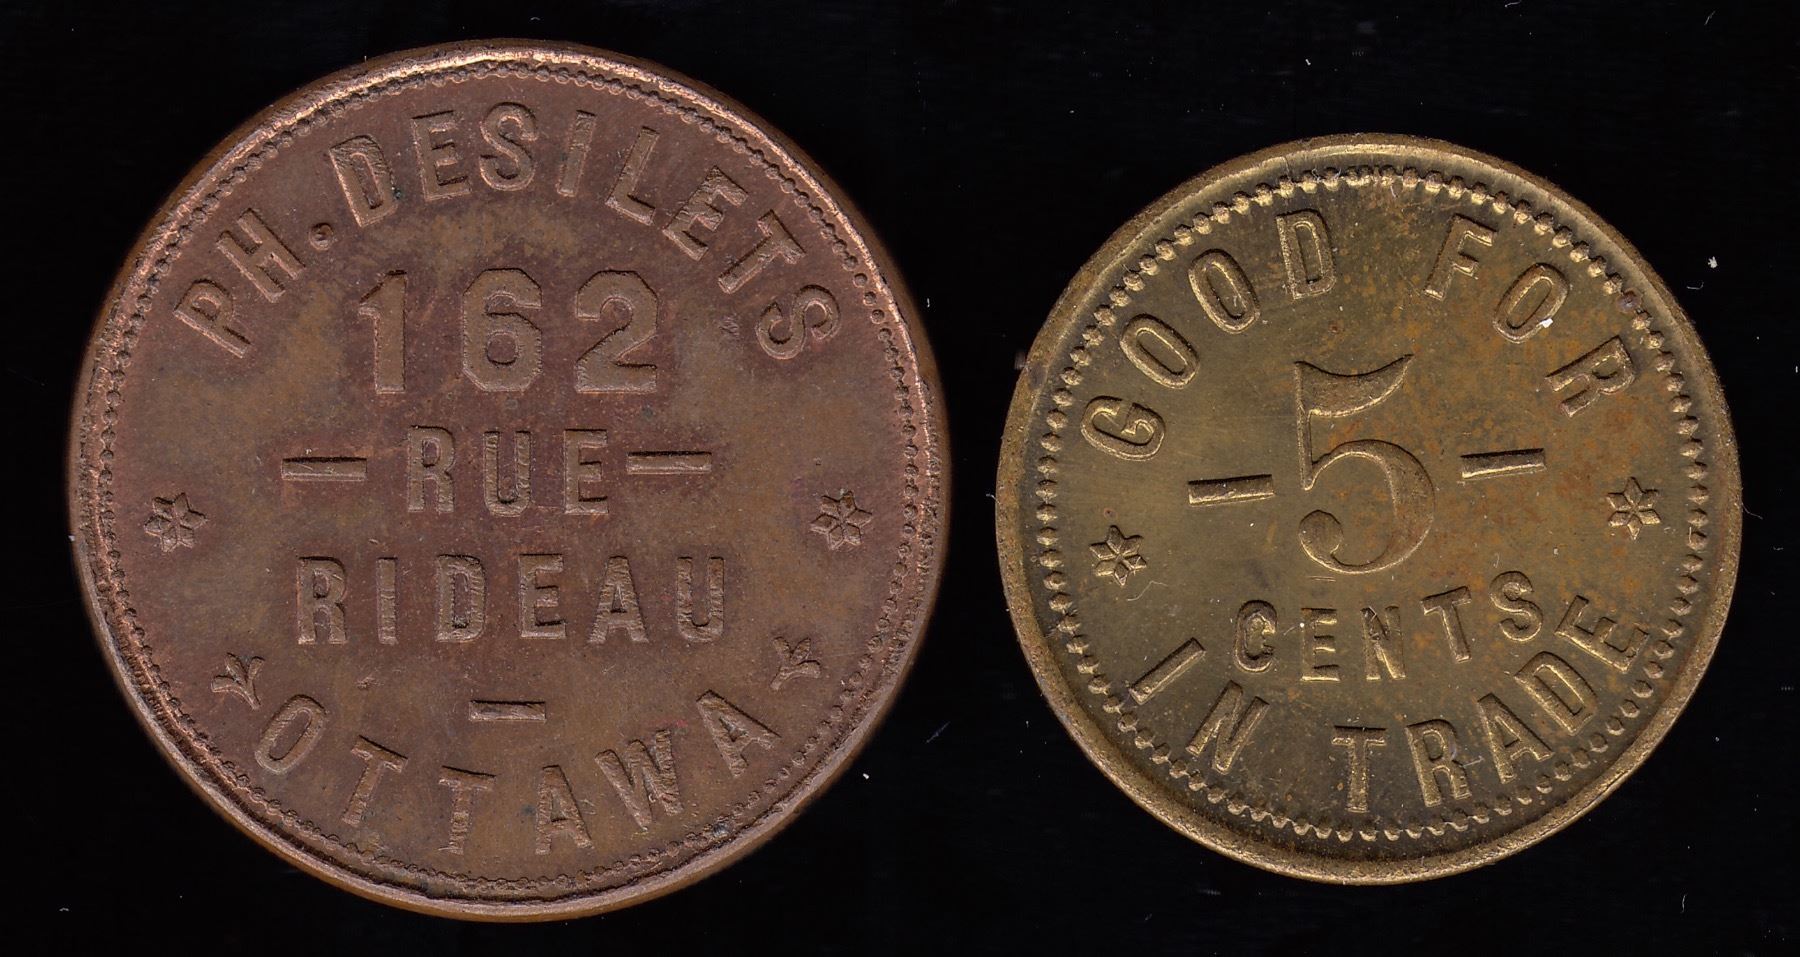 PH. DESILETS
162
— RUE —
RIDEAU
—
OTTAWA
GOOD FOR
— 5 —
CENTS
IN TRADE